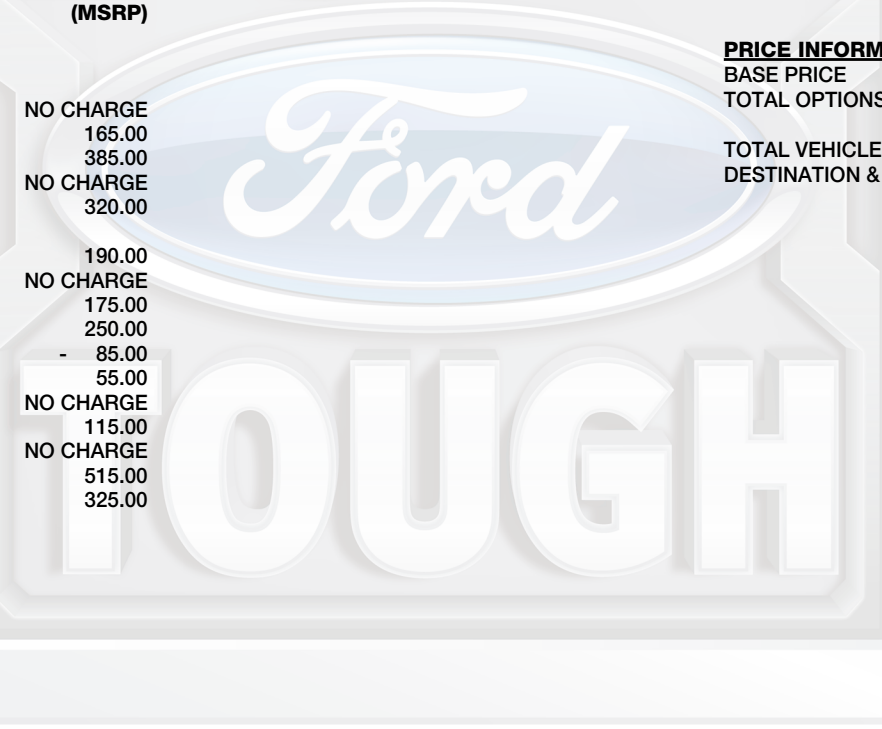 (MSRP)
NO CHARGE
165.00
385.00
NO CHARGE
320.00
190.00
NO CHARGE
175.00
250.00
- 85.00
55.00
NO CHARGE
115.00
NO CHARGE
515.00
325.00
PRICE INFORM
BASE PRICE
TOTAL OPTIONS
TOTAL VEHICLE
DESTINATION &
Ford
TOUGH